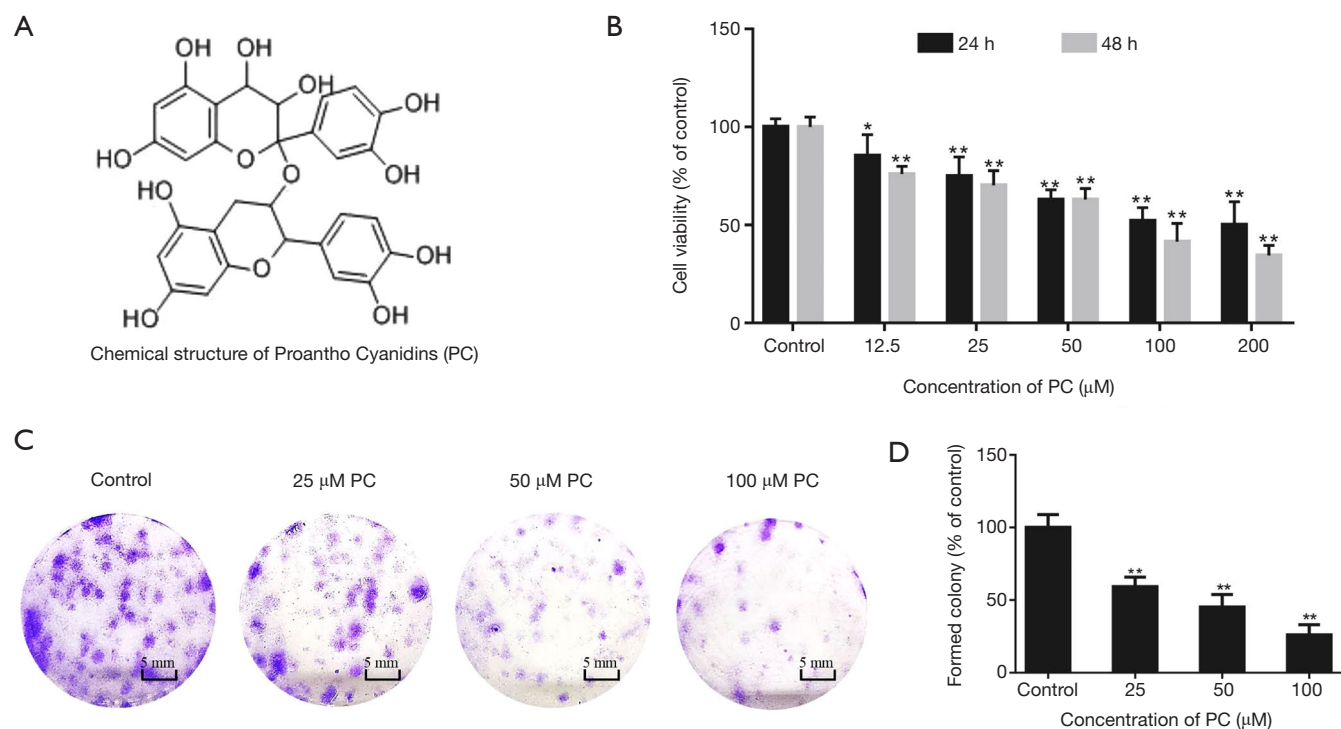 A
OH
OH
OH
OH
HO
O
OH
O
HO
O
OH
HO
OH
Chemical structure of Proantho Cyanidins (PC)
B
24 h
48 h
Cell viability (% of control)
150
100
50
0
*
**
**
**
**
**
**
**
**
**
Control
12.5
25
50
100
200
Concentration of PC (μM)
C
Control
25 μM PC
50 μM PC
100 μM PC
5 mm
5 mm
5 mm
5 mm
D
Formed colony (% of control)
150
100
50
0
**
**
**
Control
25
50
100
Concentration of PC (μM)